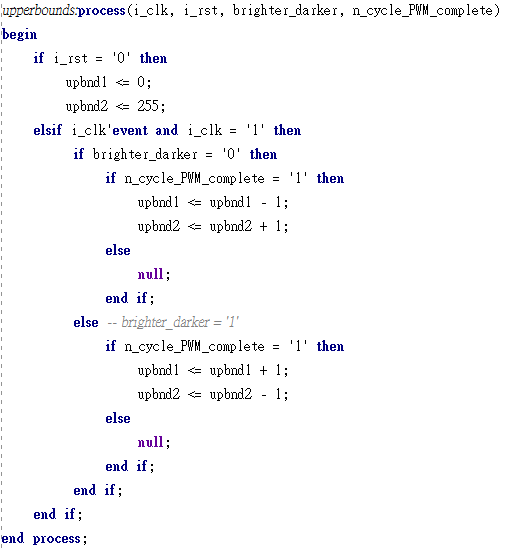 upperbounds:process(i_clk, i_rst, brighter_darker, n_cycle_PWM_complete)
begin
    if i_rst = '0' then
        upbnd1 <= 0;
        upbnd2 <= 255;
    elsif i_clk'event and i_clk = '1' then
         if brighter_darker = '0' then
             if n_cycle_PWM_complete = '1' then
                 upbnd1 <= upbnd1 - 1;
                 upbnd2 <= upbnd2 + 1;
             else
                 null;
             end if;
         else -- brighter_darker = '1'
             if n_cycle_PWM_complete = '1' then
                 upbnd1 <= upbnd1 + 1;
                 upbnd2 <= upbnd2 - 1;
             else
                 null;
             end if;
         end if;
    end if;
end process;